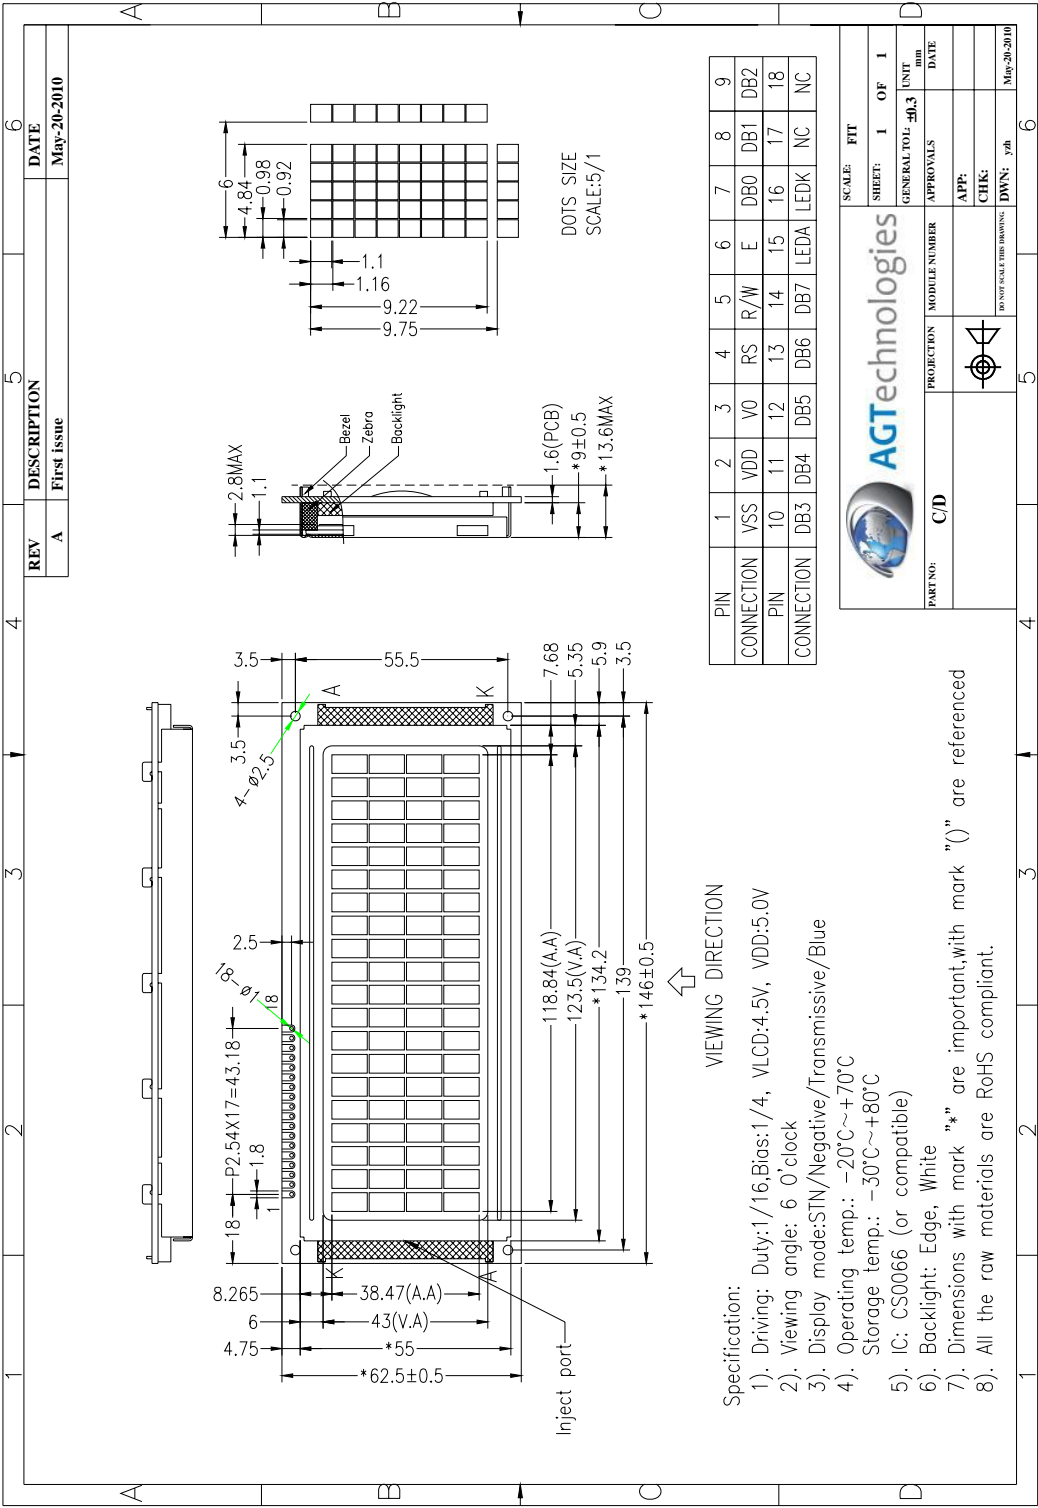 1 2 3 4 5 6
A
B
C
D
REV DESCRIPTION DATE
A First issue May-20-2010
3.5
55.5
3.5
4-ø2.5
A
K
2.5
18-ø1
18
P2.54X17=43.18
18
1.8
1
8.265
38.47(A.A)
6
43(V.A)
4.75
*55
*62.5±0.5
K
A
Inject port
7.68
5.35
5.9
3.5
118.84(A.A)
123.5(V.A)
*134.2
139
*146±0.5
VIEWING DIRECTION
2.8MAX
1.1
Bezel
Zebra
Backlight
1.6(PCB)
*9±0.5
*13.6MAX
6
4.84
0.98
0.92
1.1
1.16
9.22
9.75
DOTS SIZE
SCALE:5/1
PIN 1 2 3 4 5 6 7 8 9
CONNECTION VSS VDD V0 RS R/W E DB0 DB1 DB2
PIN 10 11 12 13 14 15 16 17 18
CONNECTION DB3 DB4 DB5 DB6 DB7 LEDA LEDK NC NC
Specification:
1). Driving: Duty:1/16,Bias:1/4, VLCD:4.5V, VDD:5.0V
2). Viewing angle: 6 O'clock
3). Display mode:STN/Negative/Transmissive/Blue
4). Operating temp.: -20°C~+70°C
Storage temp.: -30°C~+80°C
5). IC: CS0066 (or compatible)
6). Backlight: Edge, White
7). Dimensions with mark "*" are important,with mark "()" are referenced
8). All the raw materials are RoHS compliant.
AGTechnologies
SCALE: FIT
SHEET: 1 OF 1
GENERAL TOL: ±0.3 UNIT mm
PART NO: C/D
PROJECTION MODULE NUMBER APPROVALS DATE
APP:
CHK:
DO NOT SCALE THIS DRAWING DWN: yzh May-20-2010
A
B
C
D
1 2 3 4 5 6